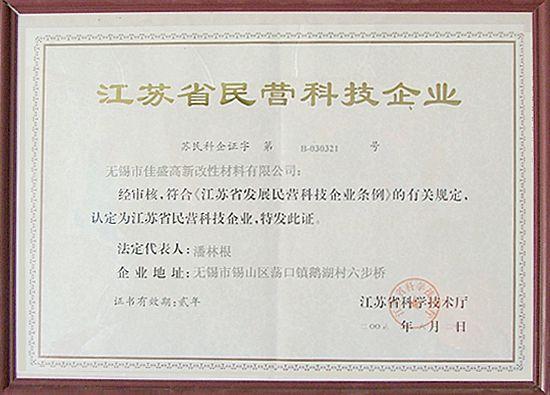 江苏省民营科技企业
苏民科企证字 第 B-030321 号
无锡市佳盛高新改性材料有限公司:
经审核,符合《江苏省发展民营科技企业条例》的有关规定,
认定为江苏省民营科技企业,特发此证。
法定代表人:潘林根
企业地址:无锡市锡山区荡口镇鹅湖村六步桥
证书有效期:贰年
江苏省科学技术厅
年 月 日